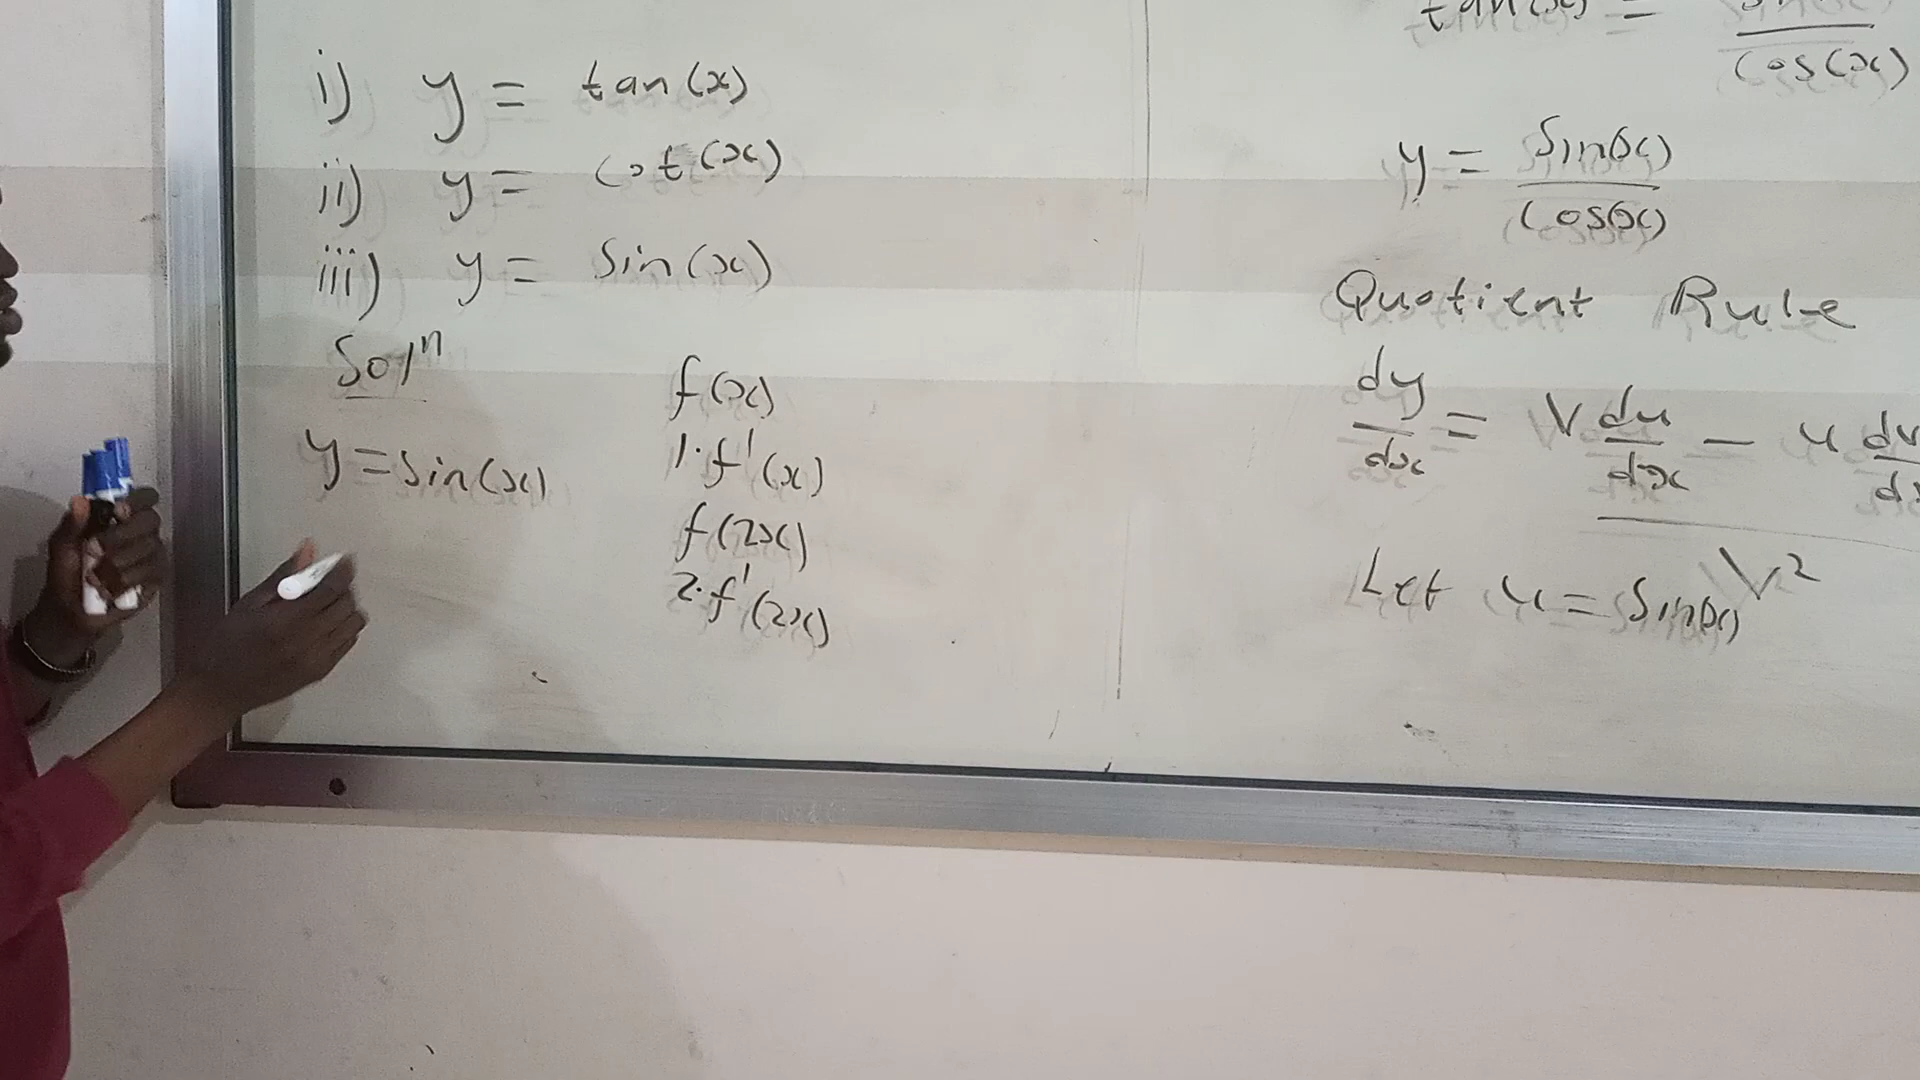 i) y = tan(x)
ii) y = cot(x)
iii) y = sin(x)
Solⁿ
y = sin(x)
f(x)
1·f'(x)
f(2x)
2·f'(2x)
tan(x) = sin(x) / cos(x)
y = sin(x) / cos(x)
Quotient Rule
dy/dx = V du/dx - u dv/dx
V²
Let u = sin(x)